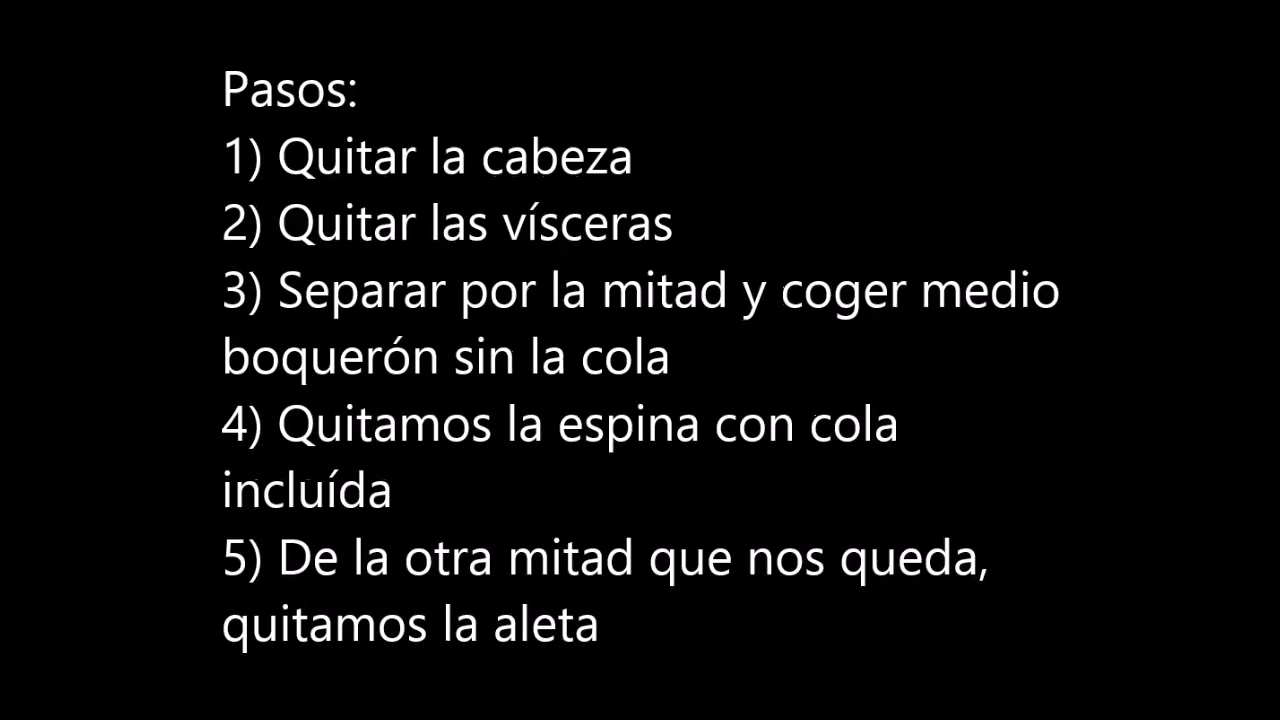 Pasos:
1) Quitar la cabeza
2) Quitar las vísceras
3) Separar por la mitad y coger medio
boquerón sin la cola
4) Quitamos la espina con cola
incluída
5) De la otra mitad que nos queda,
quitamos la aleta